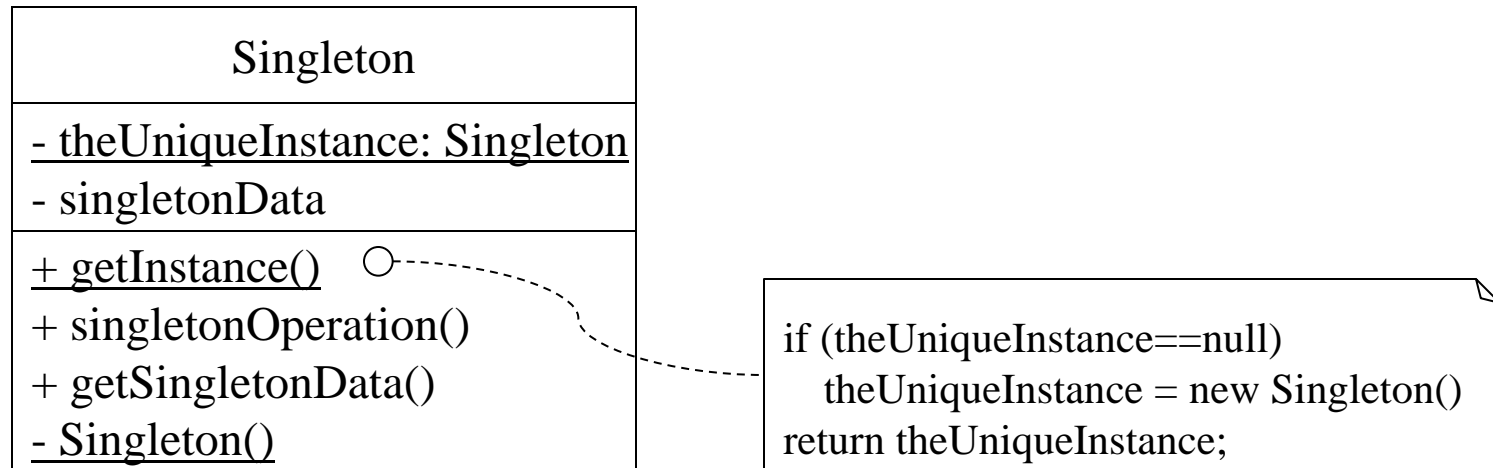 Singleton
- theUniqueInstance: Singleton
- singletonData
+ getInstance()
+ singletonOperation()
+ getSingletonData()
- Singleton()
if (theUniqueInstance==null)
theUniqueInstance = new Singleton()
return theUniqueInstance;